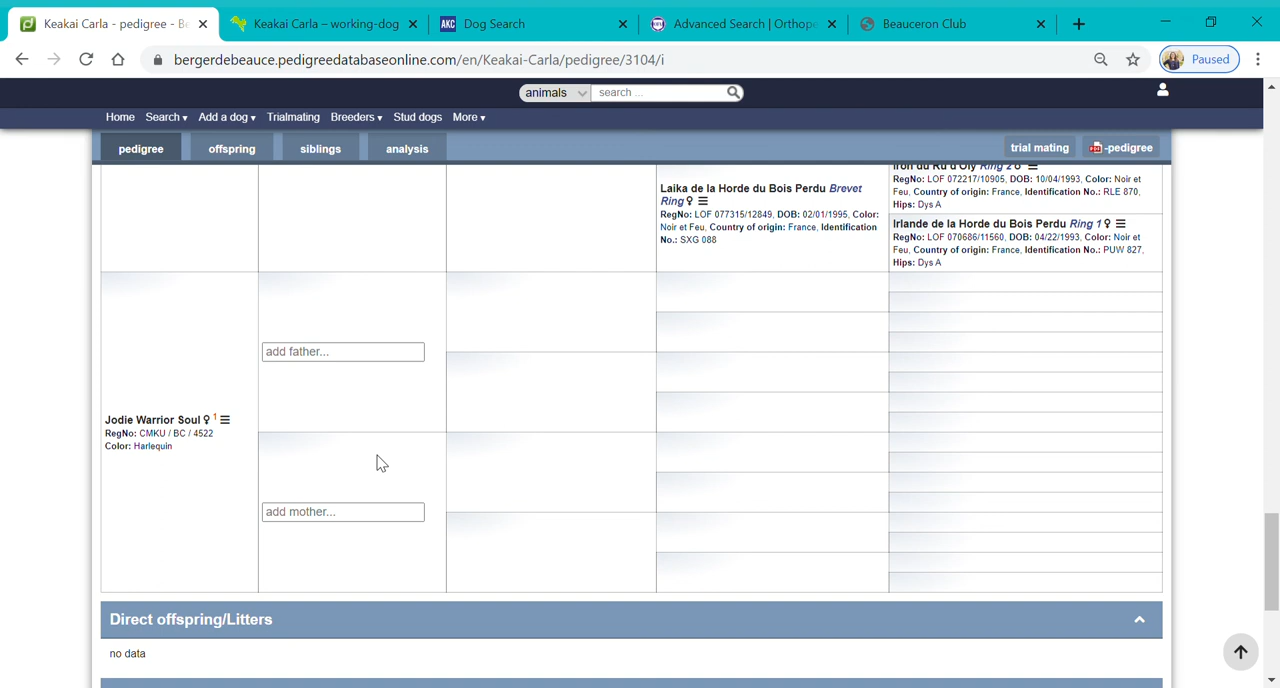 Keakai Carla - pedigree - Be
Keakai Carla – working-dog
AKC Dog Search
Advanced Search | Orthope
Beauceron Club
bergerdebeauce.pedigreedatabaseonline.com/en/Keakai-Carla/pedigree/3104/i
Paused
animals
search ...
Home Search Add a dog Trialmating Breeders Stud dogs More
pedigree offspring siblings analysis trial mating -pedigree
Iron du Ru d'Oly Ring 2
RegNo: LOF 072217/10905, DOB: 10/04/1993, Color: Noir et
Feu, Country of origin: France, Identification No.: RLE 870,
Hips: Dys A
Laika de la Horde du Bois Perdu Brevet
Ring
RegNo: LOF 077315/12849, DOB: 02/01/1995, Color:
Noir et Feu, Country of origin: France, Identification
No.: SXG 088
Irlande de la Horde du Bois Perdu Ring 1
RegNo: LOF 070686/11560, DOB: 04/22/1993, Color: Noir et
Feu, Country of origin: France, Identification No.: PUW 827,
Hips: Dys A
add father...
Jodie Warrior Soul ♀ 1
RegNo: CMKU / BC / 4522
Color: Harlequin
add mother...
Direct offspring/Litters
no data